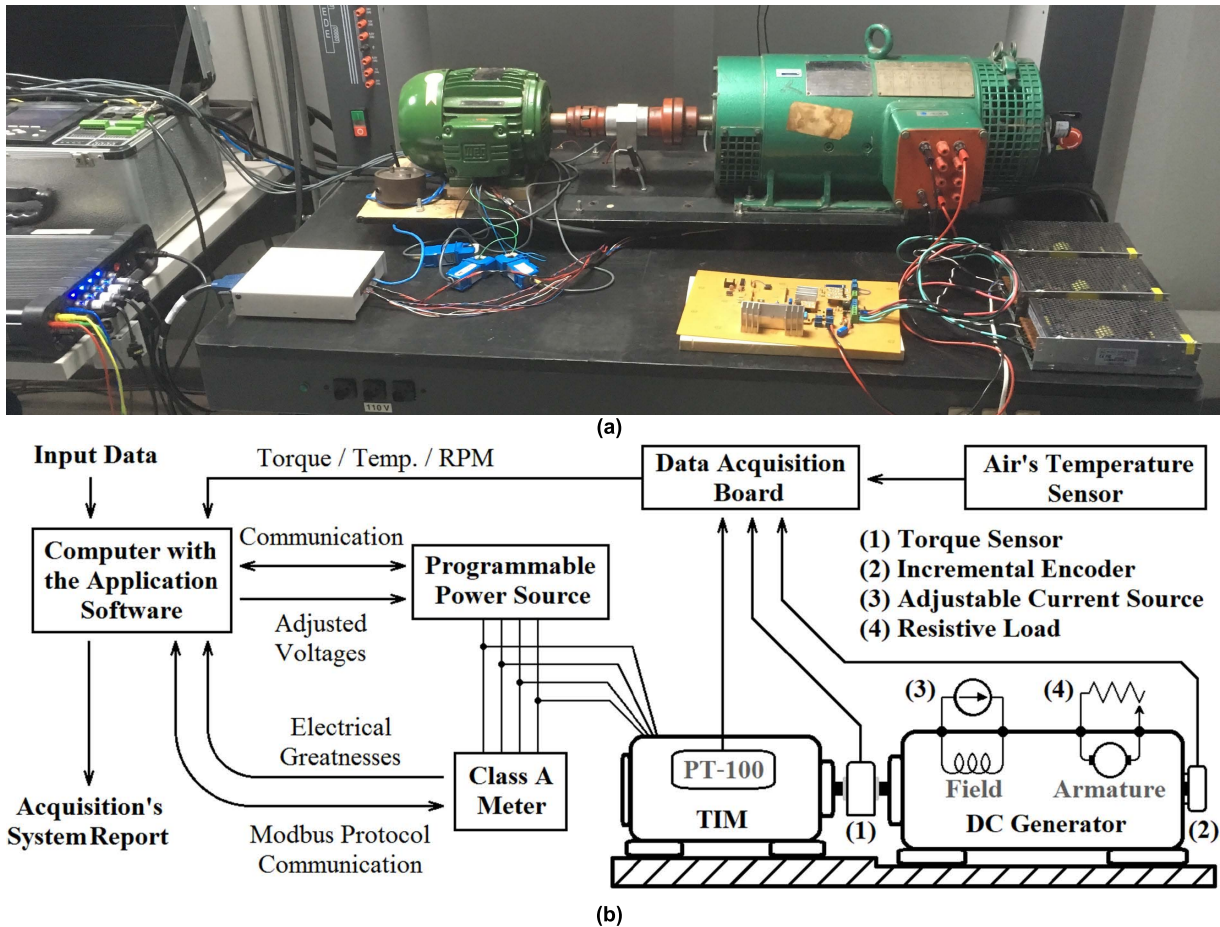 110 V
(a)
Input Data
Torque / Temp. / RPM
Data Acquisition
Board
Air's Temperature
Sensor
Computer with
the Application
Software
Communication
Programmable
Power Source
Adjusted
Voltages
(1) Torque Sensor
(2) Incremental Encoder
(3) Adjustable Current Source
(4) Resistive Load
(3)
(4)
Electrical
Greatnesses
Class A
Meter
PT-100
TIM
Field
Armature
DC Generator
(1)
(2)
Acquisition's
System Report
Modbus Protocol
Communication
(b)